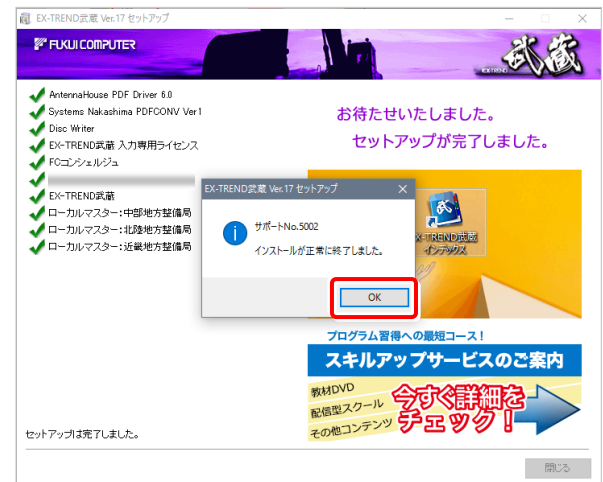 EX-TREND武蔵 Ver.17 セットアップ
FUKUI COMPUTER
EX-TREND 武蔵
AntennaHouse PDF Driver 6.0
Systems Nakashima PDFCONV Ver1
Disc Writer
EX-TREND武蔵 入力専用ライセンス
FCコンシェルジュ
EX-TREND武蔵
ローカルマスター：中部地方整備局
ローカルマスター：北陸地方整備局
ローカルマスター：近畿地方整備局
お待たせいたしました。
セットアップが完了しました。
EX-TREND武蔵 Ver.17 セットアップ
サポートNo.5002
インストールが正常に終了しました。
OK
EX-TREND武蔵
インデックス
プログラム習得への最短コース！
スキルアップサービスのご案内
教材DVD
配信型スクール
その他コンテンツ
今すぐ詳細を
チェック！
セットアップは完了しました。
閉じる